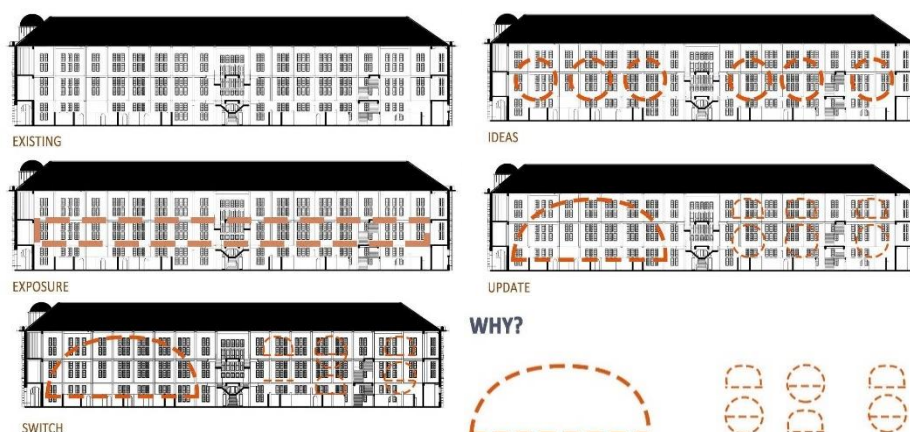 EXISTING
IDEAS
EXPOSURE
UPDATE
SWITCH
WHY?